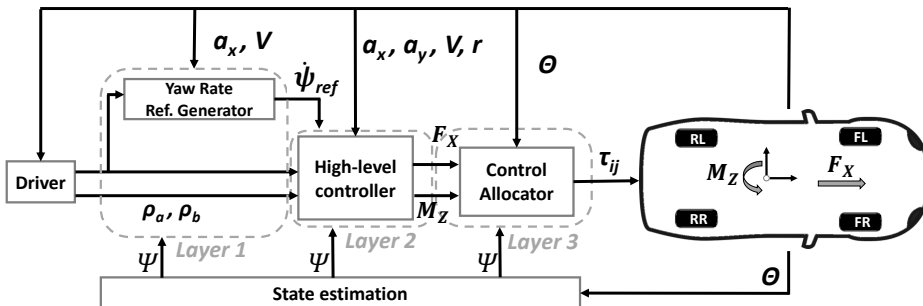 a_x, V
a_x, a_y, V, r
Θ
ψ̇_ref
Yaw Rate
Ref. Generator
F_X
τ_ij
RL
FL
High-level
controller
Control
Allocator
M_Z
F_X
Driver
M_Z
RR
FR
ρ_a, ρ_b
Layer 1
Layer 2
Layer 3
Ψ
Ψ
Ψ
Θ
State estimation